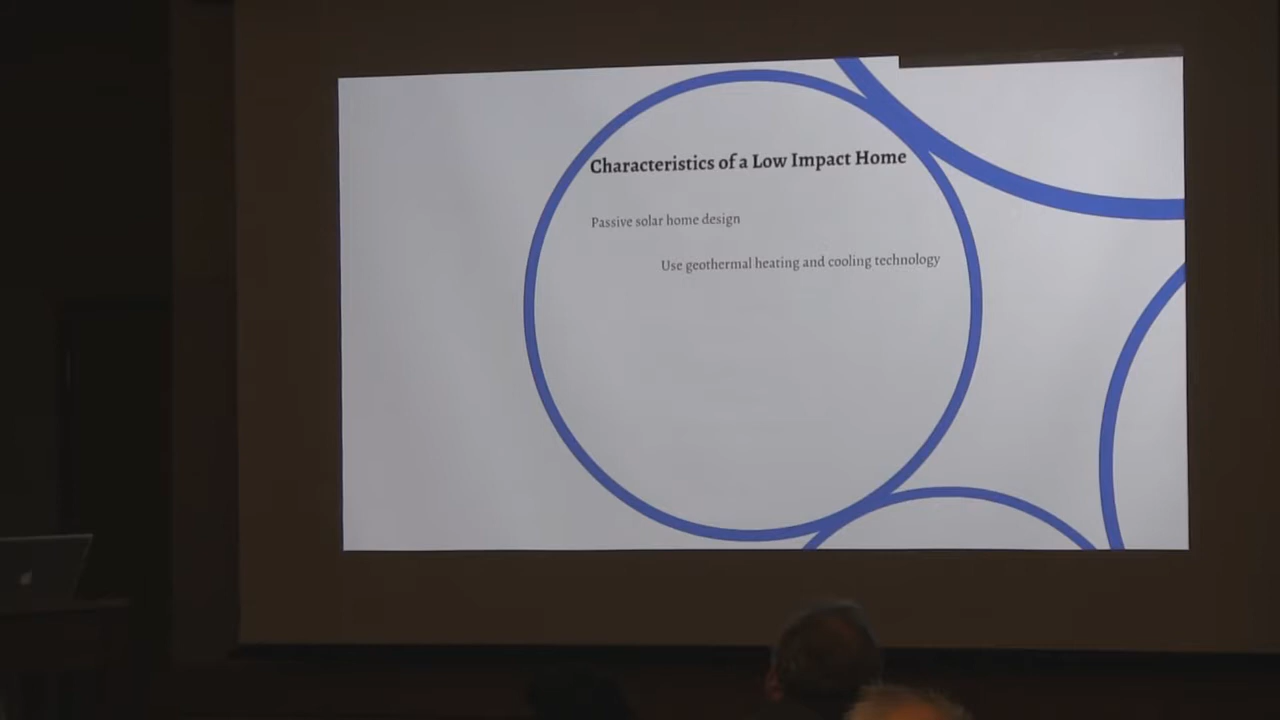 Characteristics of a Low Impact Home
Passive solar home design
Use geothermal heating and cooling technology